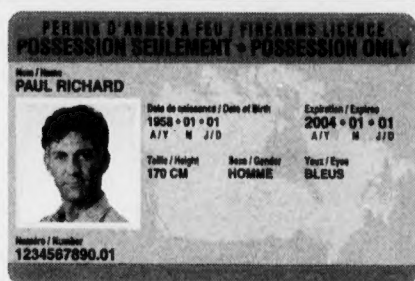 PERMIS D'ARMES À FEU / FIREARMS LICENCE
POSSESSION SEULEMENT • POSSESSION ONLY
Nom / Name
PAUL RICHARD
Date de naissance / Date of Birth
1958 • 01 • 01
A/Y M J/D
Expiration / Expires
2004 • 01 • 01
A/Y M J/D
Taille / Height
170 CM
Sexe / Gender
HOMME
Yeux / Eyes
BLEUS
Numéro / Number
1234567890.01